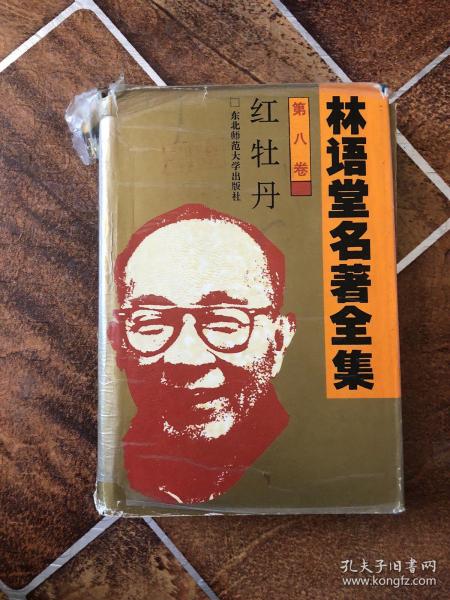 林语堂名著全集
第八卷
红牡丹
□东北师范大学出版社
孔夫子旧书网
www.kongfz.com